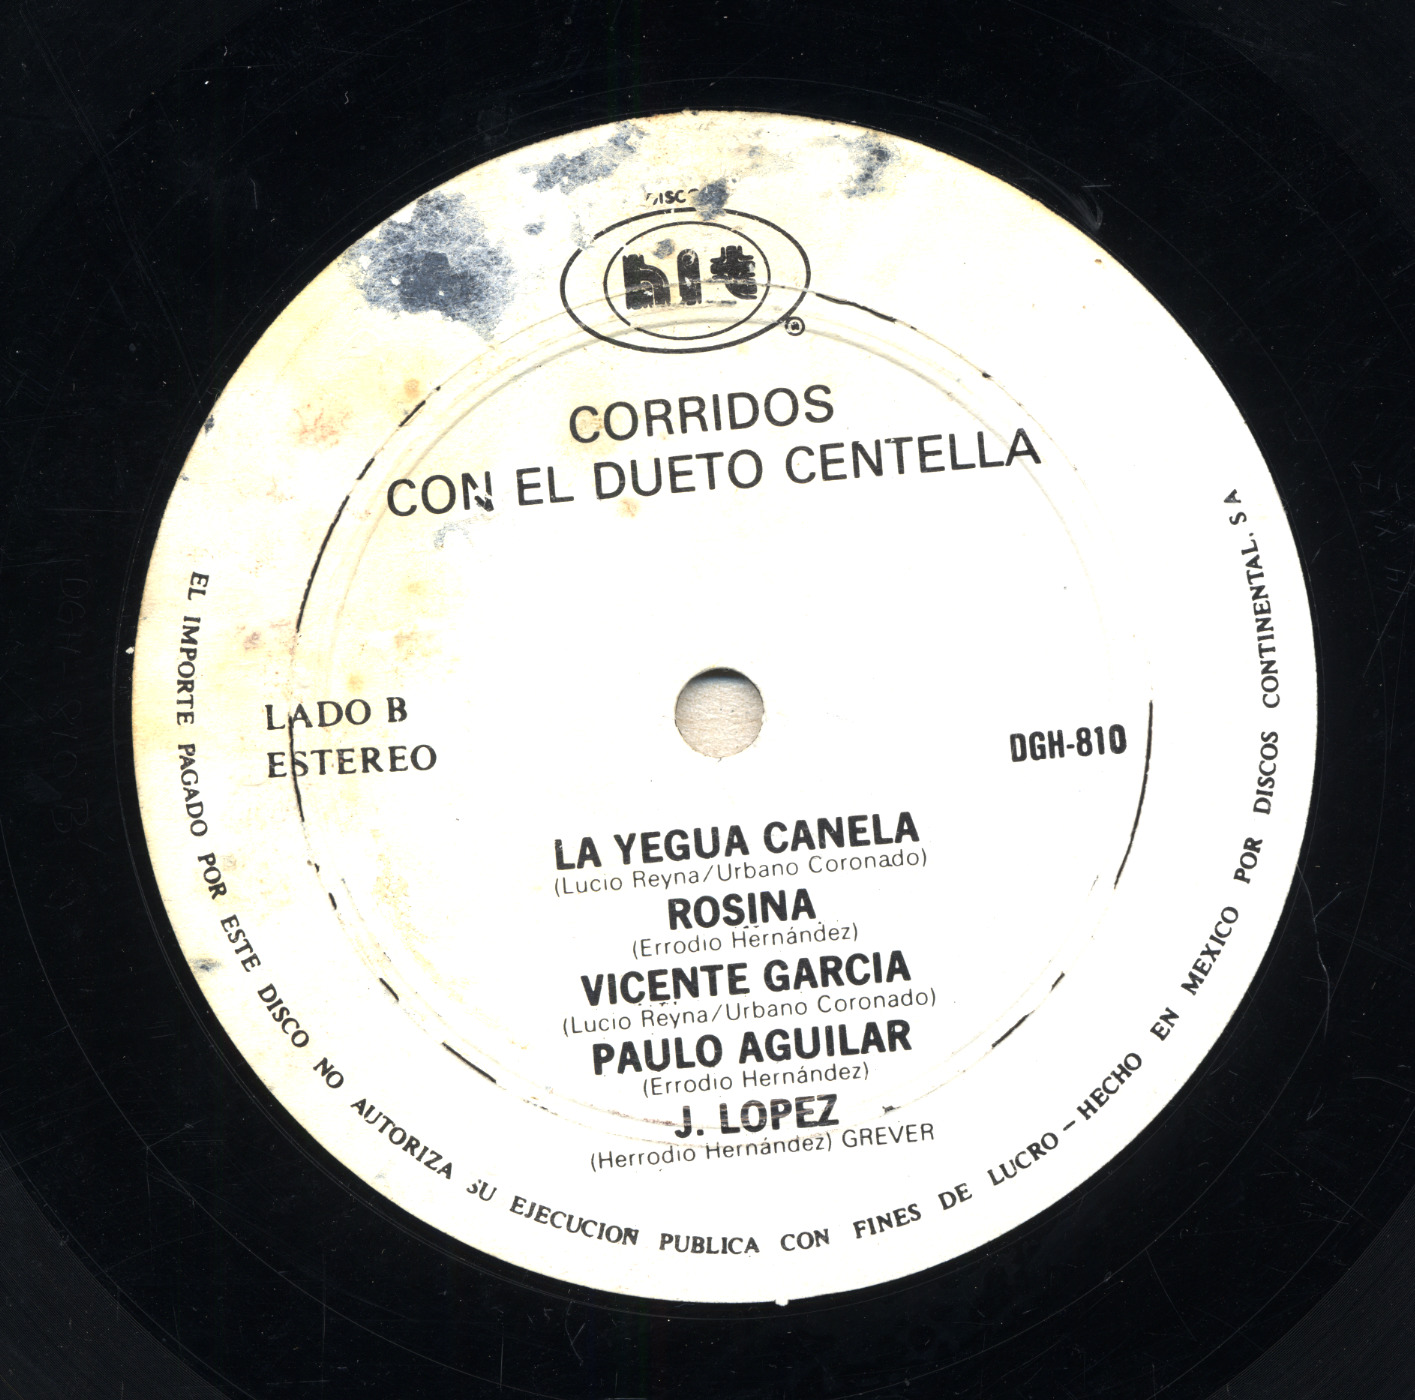 hit
CORRIDOS
CON EL DUETO CENTELLA
LADO B
ESTEREO
DGH-810
LA YEGUA CANELA
(Lucio Reyna/Urbano Coronado)
ROSINA
(Errodio Hernández)
VICENTE GARCIA
(Lucio Reyna/Urbano Coronado)
PAULO AGUILAR
(Errodio Hernández)
J. LOPEZ
(Herrodio Hernández) GREVER
EL IMPORTE PAGADO POR ESTE DISCO NO AUTORIZA SU EJECUCION PUBLICA CON FINES DE LUCRO – HECHO EN MEXICO POR DISCOS CONTINENTAL, S A